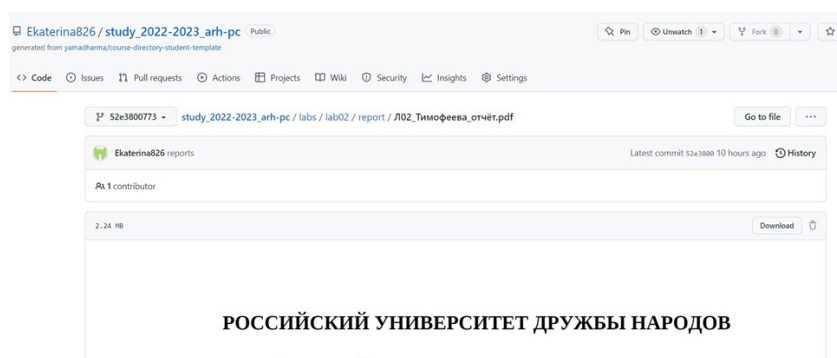 Ekaterina826 / study_2022-2023_arh-pc Public Pin Unwatch 1 Fork 0
generated from yamadharma/course-directory-student-template
Code Issues Pull requests Actions Projects Wiki Security Insights Settings
52e3800773 study_2022-2023_arh-pc / labs / lab02 / report / Л02_Тимофеева_отчёт.pdf Go to file ...
Ekaterina826 reports Latest commit 52e3800 10 hours ago History
1 contributor
2.24 MB Download
РОССИЙСКИЙ УНИВЕРСИТЕТ ДРУЖБЫ НАРОДОВ